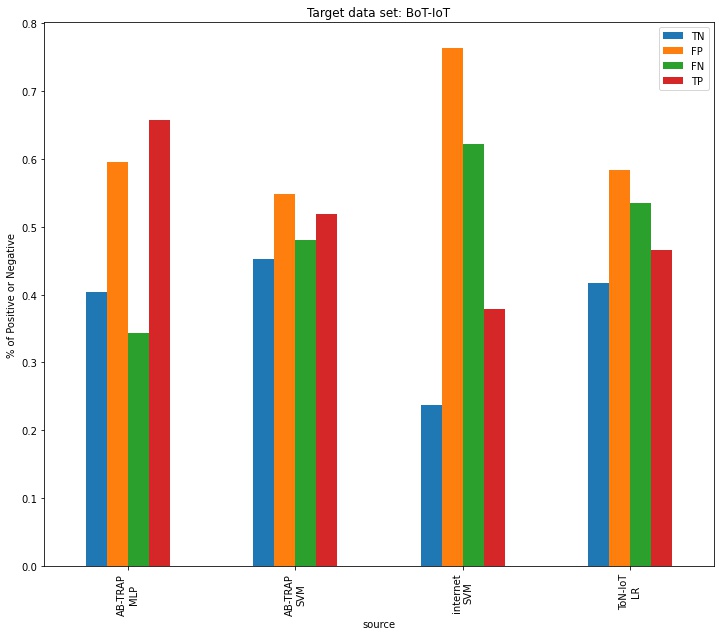 Target data set: BoT-IoT
TN
FP
FN
TP
% of Positive or Negative
0.8
0.7
0.6
0.5
0.4
0.3
0.2
0.1
0.0
AB-TRAP
MLP
AB-TRAP
SVM
internet
SVM
ToN-IoT
LR
source